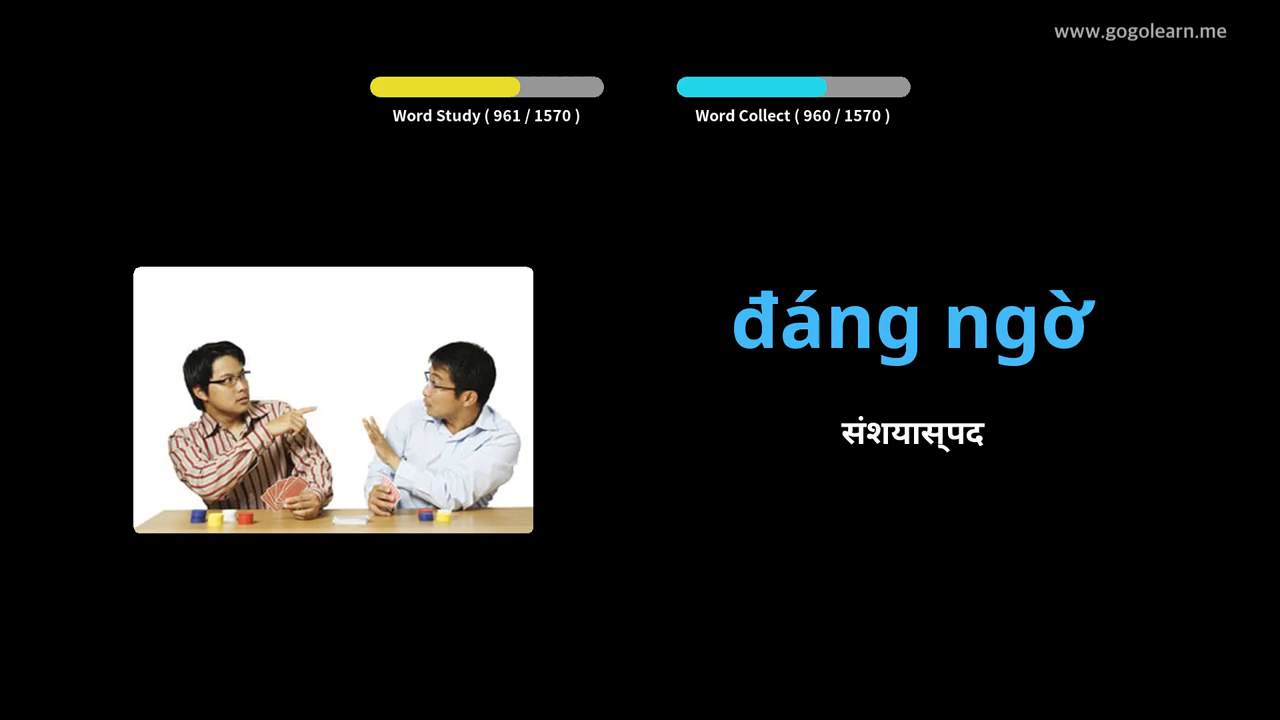 www.gogolearn.me
Word Study ( 961 / 1570 )
Word Collect ( 960 / 1570 )
đáng ngờ
संशयास्पद